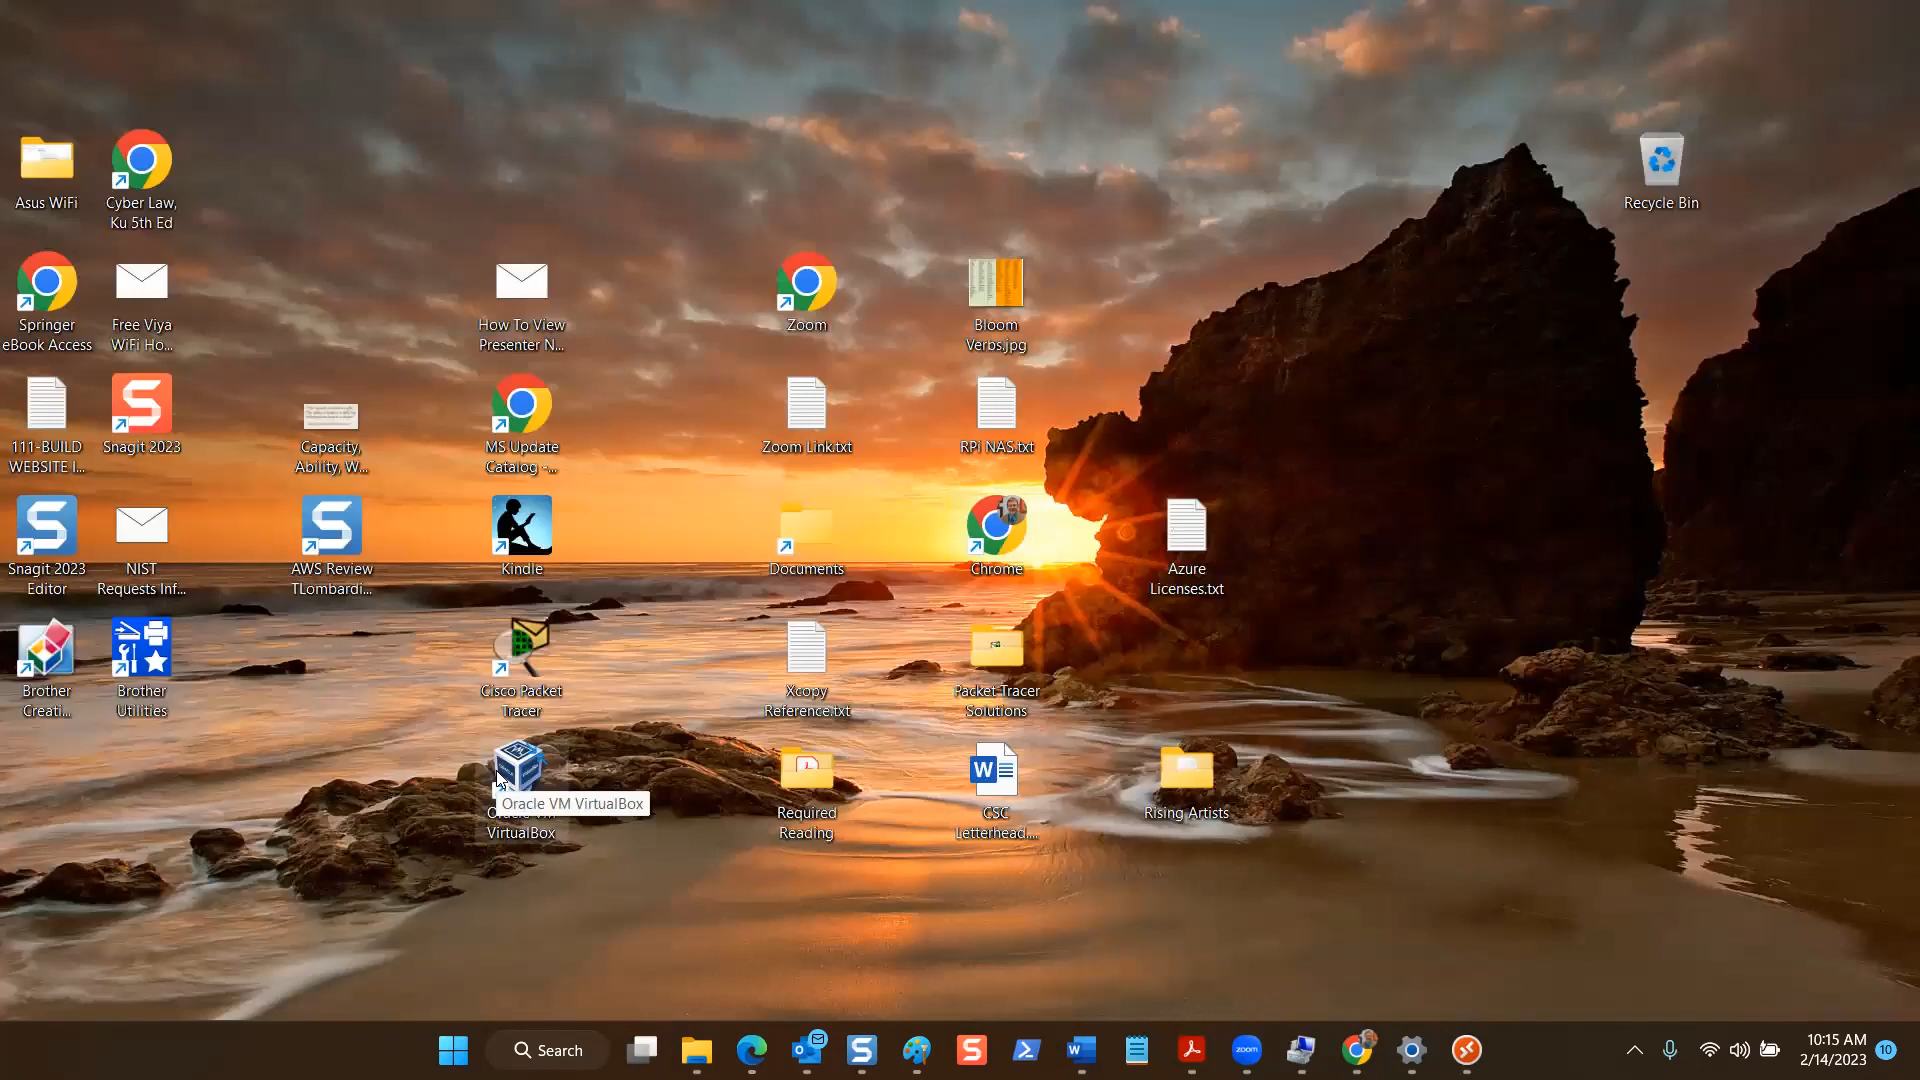 Asus WiFi
Cyber Law,
Ku 5th Ed
Recycle Bin
Springer
eBook Access
Free Viya
WiFi Ho...
How To View
Presenter N...
Zoom
Bloom
Verbs.jpg
111-BUILD
WEBSITE I...
Snagit 2023
Capacity,
Ability, W...
MS Update
Catalog -...
Zoom Link.txt
RPi NAS.txt
Snagit 2023
Editor
NIST
Requests Inf...
AWS Review
TLombardi...
Kindle
Documents
Chrome
Azure
Licenses.txt
Brother
Creati...
Brother
Utilities
Cisco Packet
Tracer
Xcopy
Reference.txt
Packet Tracer
Solutions
Oracle VM VirtualBox
VirtualBox
Required
Reading
CSC
Letterhead....
Rising Artists
Search
zoom
10:15 AM
2/14/2023
10